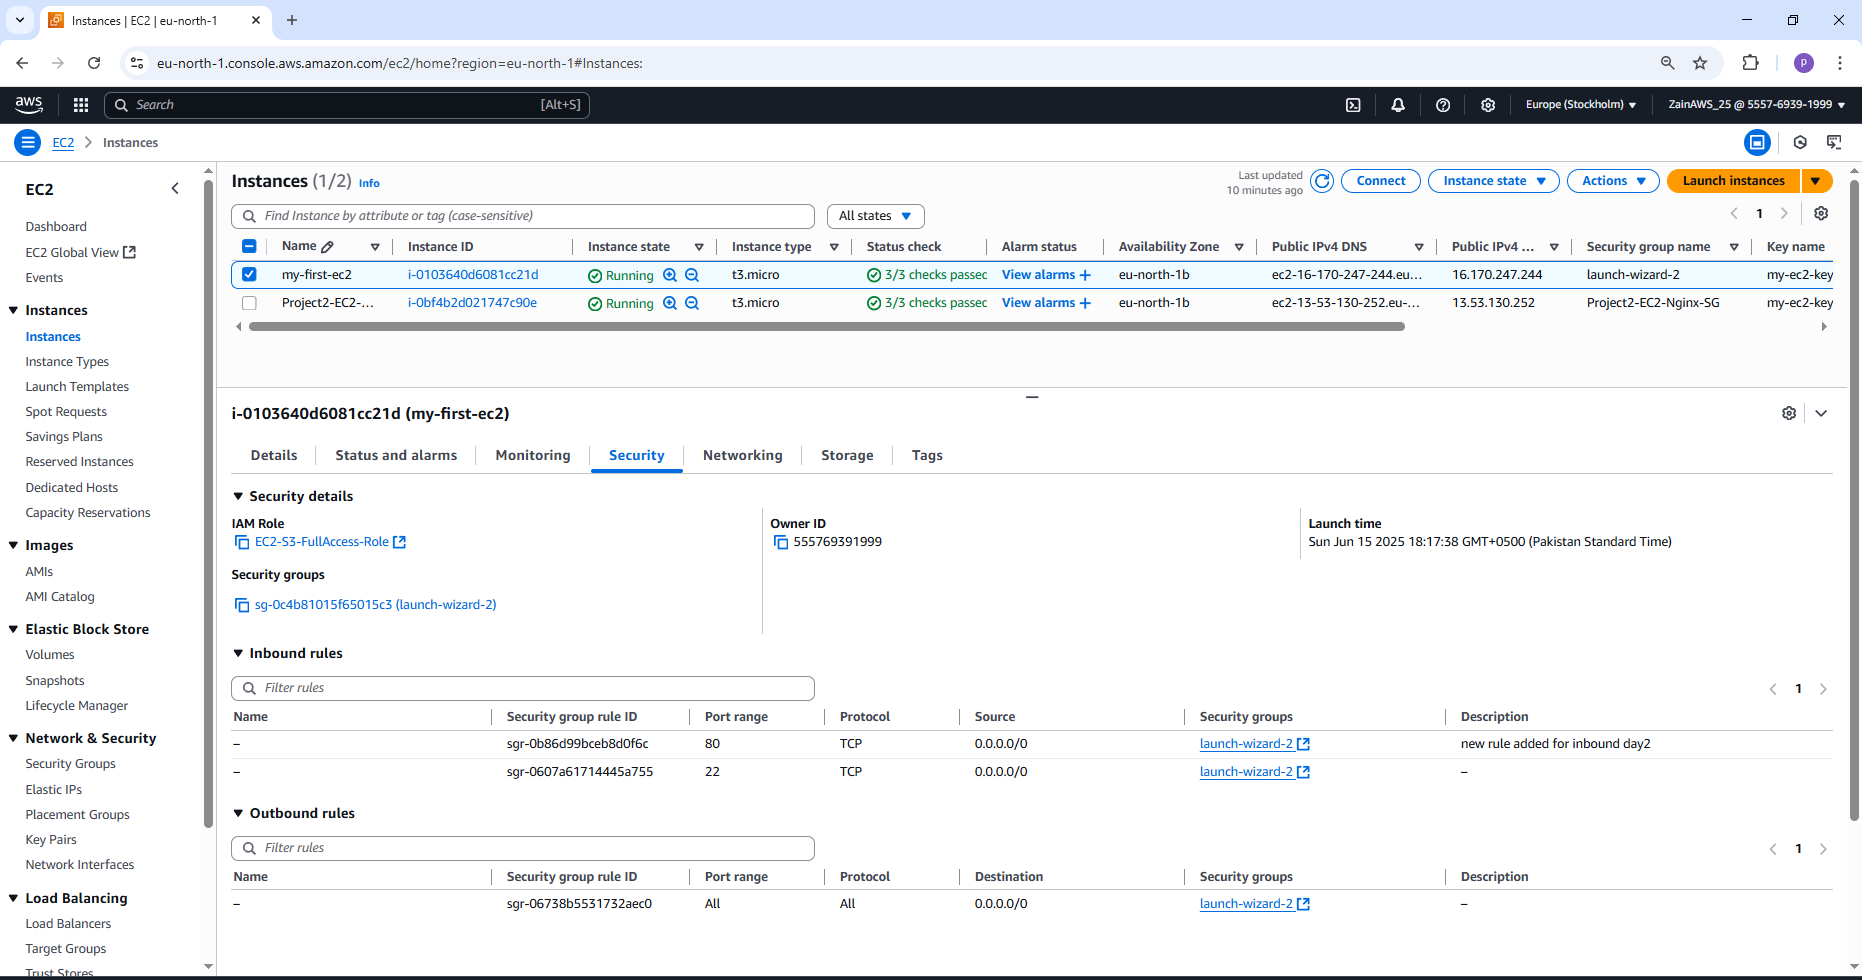 Instances | EC2 | eu-north-1
eu-north-1.console.aws.amazon.com/ec2/home?region=eu-north-1#Instances:
P
aws
Search [Alt+S]
Europe (Stockholm)
ZainAWS_25 @ 5557-6939-1999
EC2 Instances
EC2
Dashboard
EC2 Global View
Events
Instances
Instances
Instance Types
Launch Templates
Spot Requests
Savings Plans
Reserved Instances
Dedicated Hosts
Capacity Reservations
Images
AMIs
AMI Catalog
Elastic Block Store
Volumes
Snapshots
Lifecycle Manager
Network & Security
Security Groups
Elastic IPs
Placement Groups
Key Pairs
Network Interfaces
Load Balancing
Load Balancers
Target Groups
Trust Stores
Instances (1/2) Info
Last updated
10 minutes ago
Connect
Instance state
Actions
Launch instances
Find Instance by attribute or tag (case-sensitive)
All states
1
Name Instance ID Instance state Instance type Status check Alarm status Availability Zone Public IPv4 DNS Public IPv4 ... Security group name Key name
my-first-ec2 i-0103640d6081cc21d Running t3.micro 3/3 checks passec View alarms + eu-north-1b ec2-16-170-247-244.eu... 16.170.247.244 launch-wizard-2 my-ec2-key
Project2-EC2-... i-0bf4b2d021747c90e Running t3.micro 3/3 checks passec View alarms + eu-north-1b ec2-13-53-130-252.eu-... 13.53.130.252 Project2-EC2-Nginx-SG my-ec2-key
i-0103640d6081cc21d (my-first-ec2)
Details Status and alarms Monitoring Security Networking Storage Tags
Security details
IAM Role
EC2-S3-FullAccess-Role
Owner ID
555769391999
Launch time
Sun Jun 15 2025 18:17:38 GMT+0500 (Pakistan Standard Time)
Security groups
sg-0c4b81015f65015c3 (launch-wizard-2)
Inbound rules
Filter rules
1
Name Security group rule ID Port range Protocol Source Security groups Description
– sgr-0b86d99bceb8d0f6c 80 TCP 0.0.0.0/0 launch-wizard-2 new rule added for inbound day2
– sgr-0607a61714445a755 22 TCP 0.0.0.0/0 launch-wizard-2 –
Outbound rules
Filter rules
1
Name Security group rule ID Port range Protocol Destination Security groups Description
– sgr-06738b5531732aec0 All All 0.0.0.0/0 launch-wizard-2 –